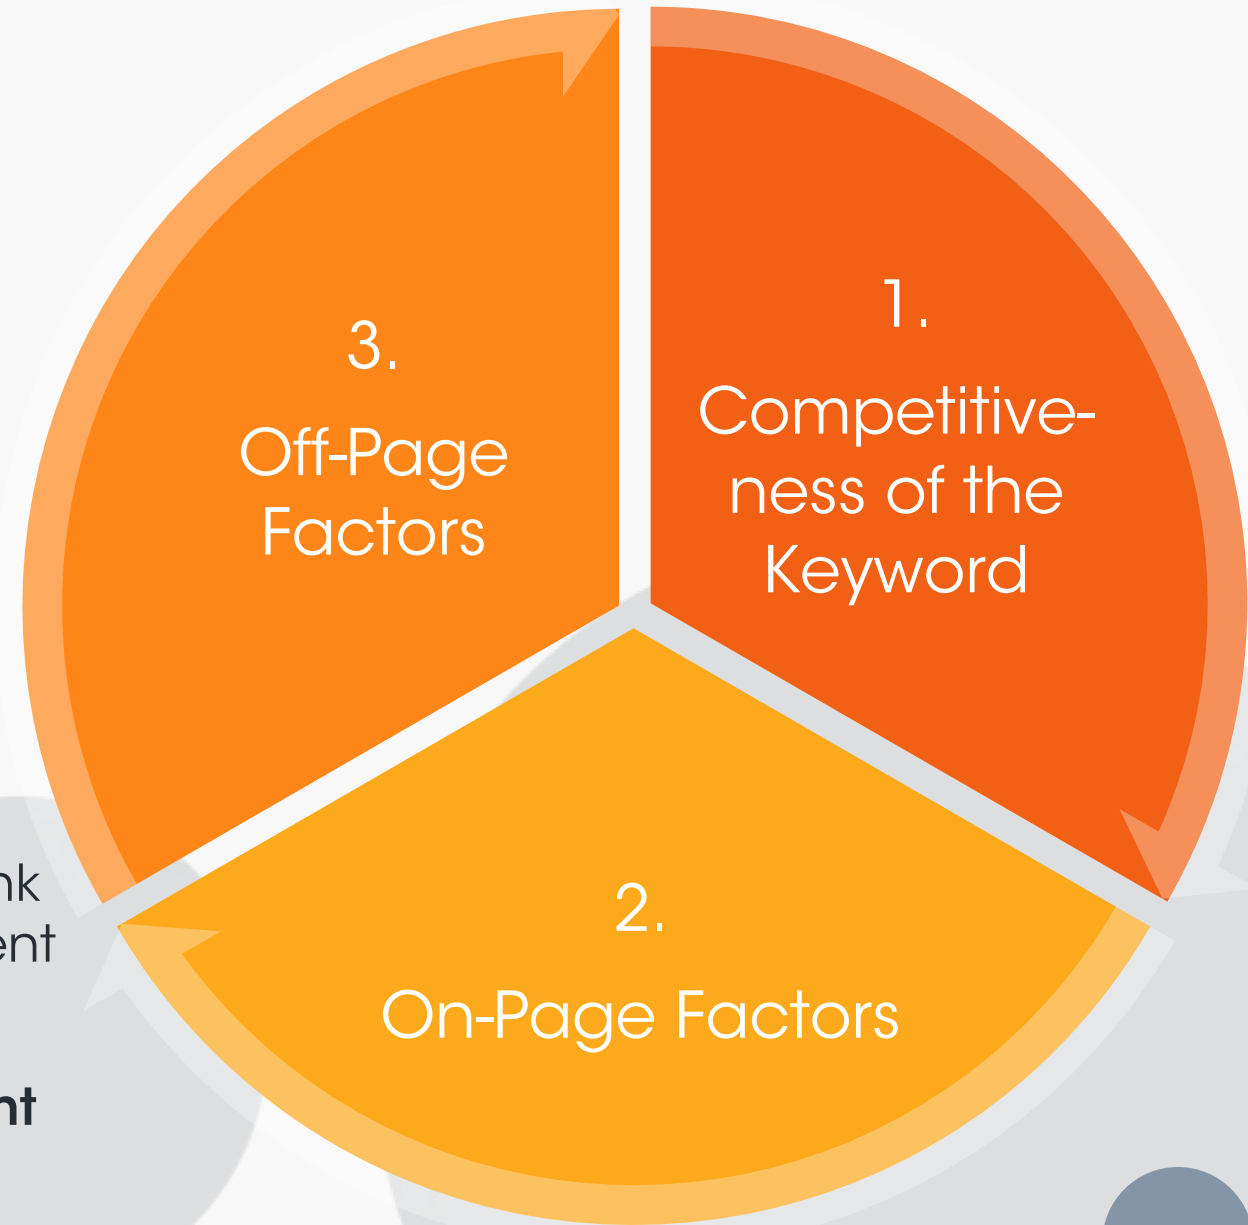 1.
Competitive-
ness of the
Keyword
2.
On-Page Factors
3.
Off-Page
Factors